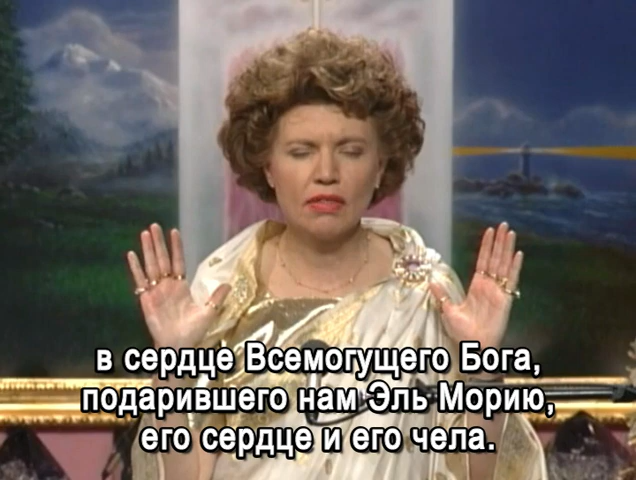 в сердце Всемогущего Бога,
подарившего нам Эль Морию,
его сердце и его чела.